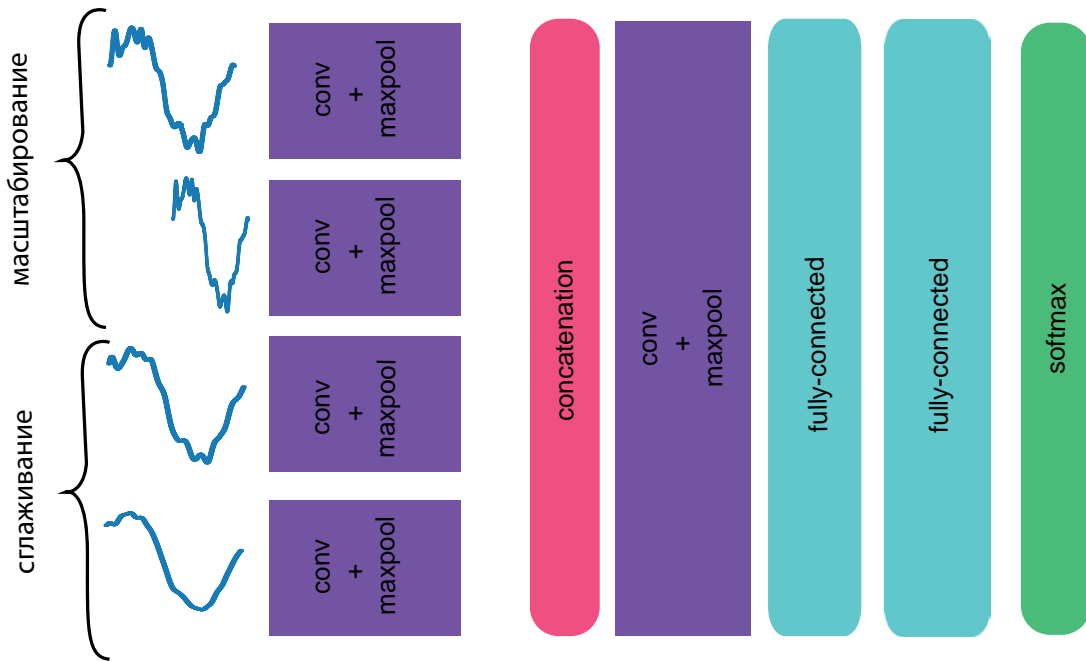 масштабирование
сглаживание
conv
+
maxpool
conv
+
maxpool
conv
+
maxpool
conv
+
maxpool
concatenation
conv
+
maxpool
fully-connected
fully-connected
softmax